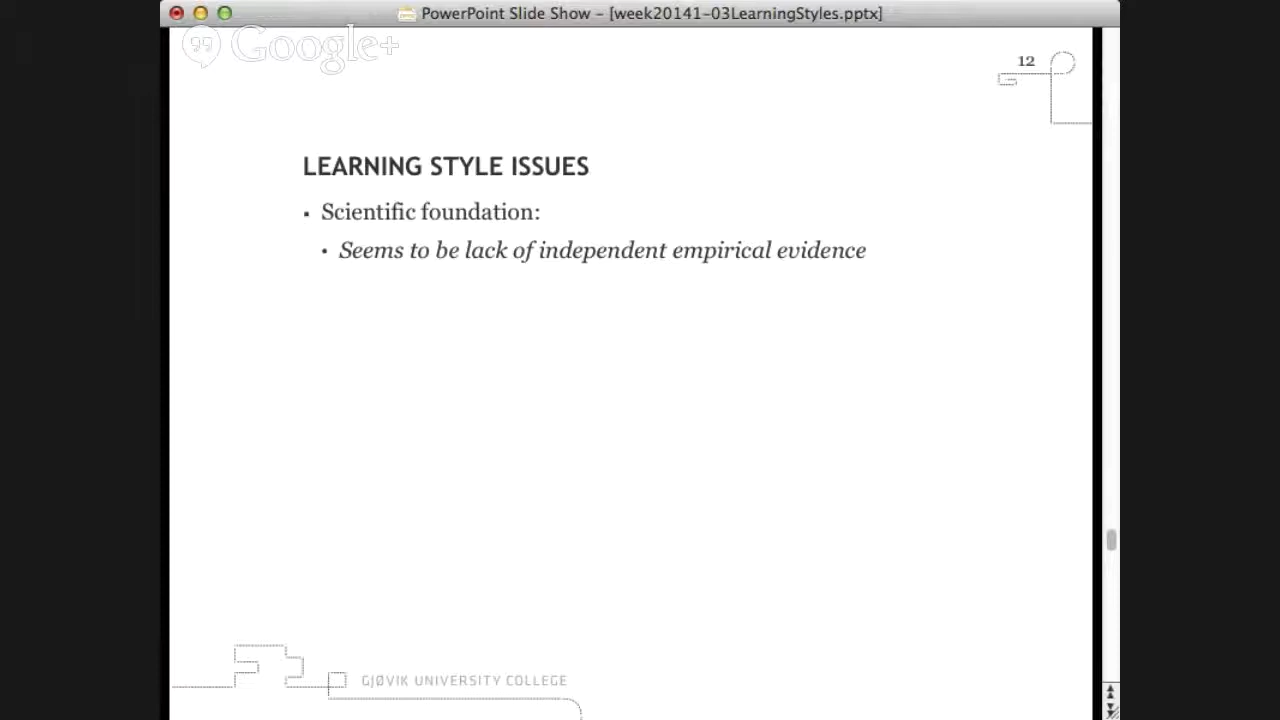 PowerPoint Slide Show – [week20141-03LearningStyles.pptx]
Google+
12
LEARNING STYLE ISSUES
▪ Scientific foundation:
• Seems to be lack of independent empirical evidence
GJØVIK UNIVERSITY COLLEGE